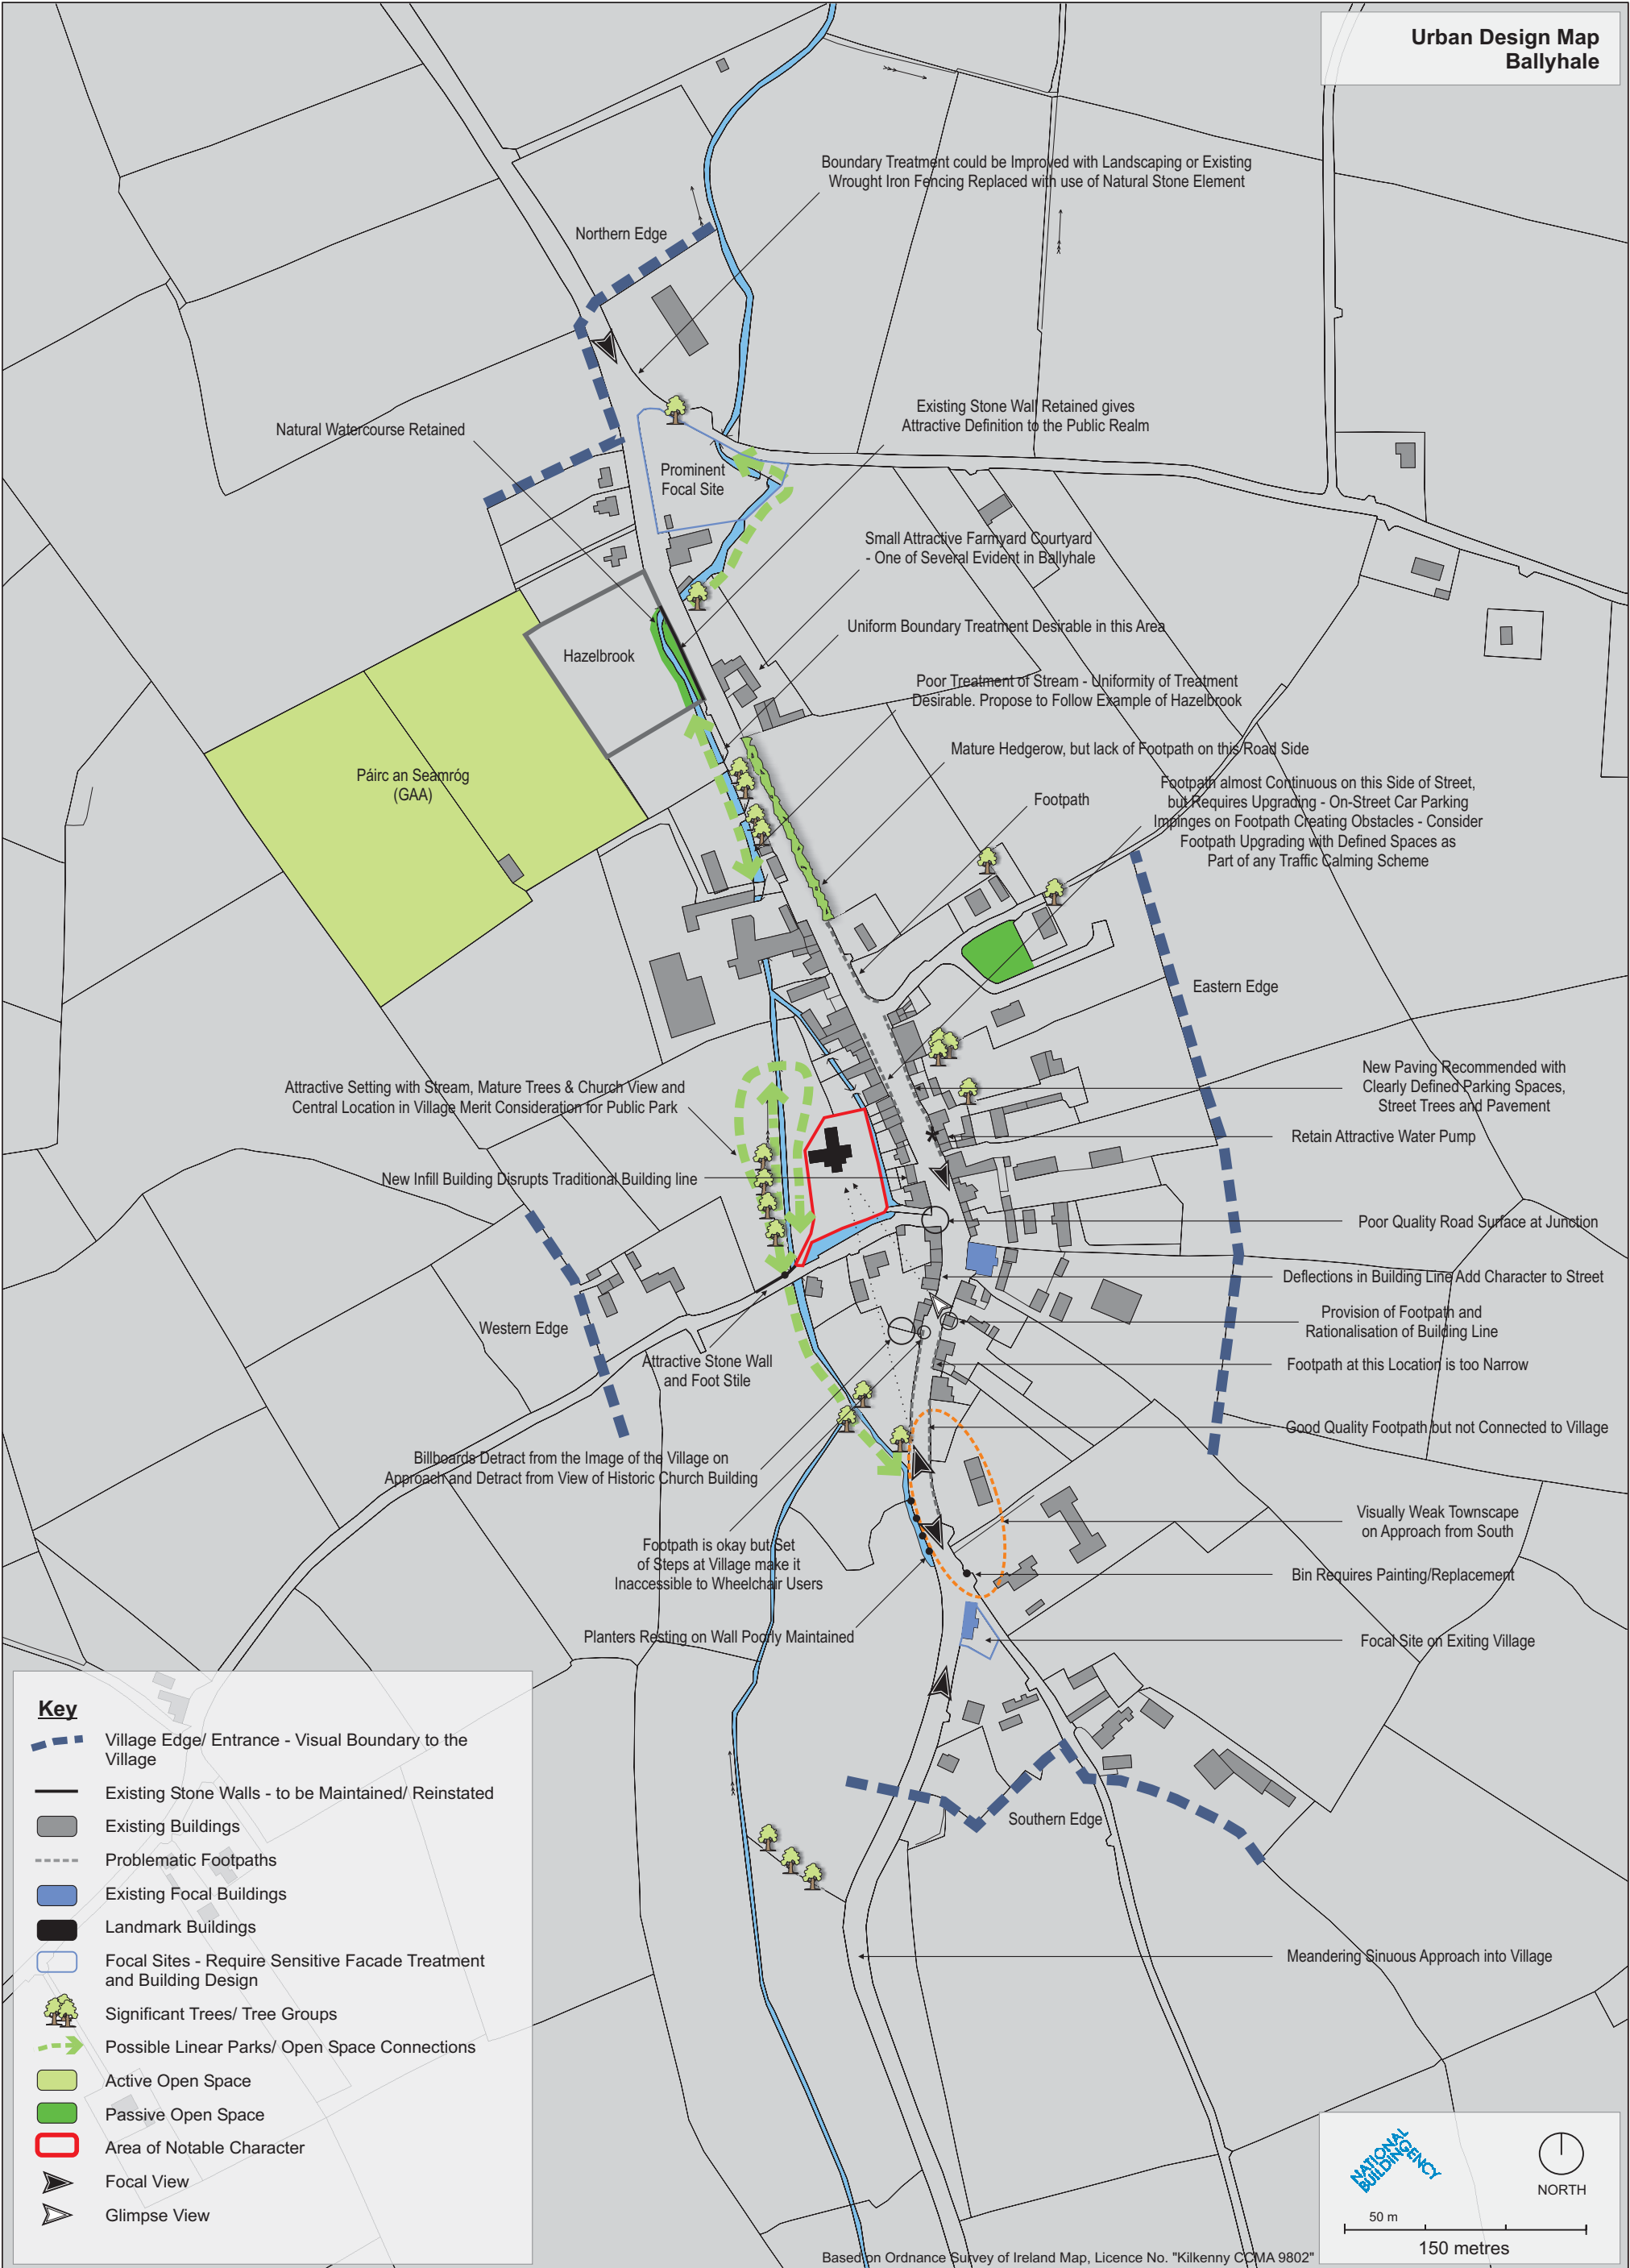 Urban Design Map
Ballyhale
Boundary Treatment could be Improved with Landscaping or Existing
Wrought Iron Fencing Replaced with use of Natural Stone Element
Northern Edge
Existing Stone Wall Retained gives
Attractive Definition to the Public Realm
Natural Watercourse Retained
Prominent
Focal Site
Small Attractive Farmyard Courtyard
- One of Several Evident in Ballyhale
Uniform Boundary Treatment Desirable in this Area
Hazelbrook
Poor Treatment of Stream - Uniformity of Treatment
Desirable. Propose to Follow Example of Hazelbrook
Mature Hedgerow, but lack of Footpath on this Road Side
Páirc an Seamróg
(GAA)
Footpath
Footpath almost Continuous on this Side of Street,
but Requires Upgrading - On-Street Car Parking
Impinges on Footpath Creating Obstacles - Consider
Footpath Upgrading with Defined Spaces as
Part of any Traffic Calming Scheme
Eastern Edge
Attractive Setting with Stream, Mature Trees & Church View and
Central Location in Village Merit Consideration for Public Park
New Paving Recommended with
Clearly Defined Parking Spaces,
Street Trees and Pavement
Retain Attractive Water Pump
New Infill Building Disrupts Traditional Building line
Poor Quality Road Surface at Junction
Deflections in Building Line Add Character to Street
Western Edge
Provision of Footpath and
Rationalisation of Building Line
Attractive Stone Wall
and Foot Stile
Footpath at this Location is too Narrow
Good Quality Footpath but not Connected to Village
Billboards Detract from the Image of the Village on
Approach and Detract from View of Historic Church Building
Visually Weak Townscape
on Approach from South
Footpath is okay but Set
of Steps at Village make it
Inaccessible to Wheelchair Users
Bin Requires Painting/Replacement
Planters Resting on Wall Poorly Maintained
Focal Site on Exiting Village
Southern Edge
Meandering Sinuous Approach into Village
Key
Village Edge/ Entrance - Visual Boundary to the
Village
Existing Stone Walls - to be Maintained/ Reinstated
Existing Buildings
Problematic Footpaths
Existing Focal Buildings
Landmark Buildings
Focal Sites - Require Sensitive Facade Treatment
and Building Design
Significant Trees/ Tree Groups
Possible Linear Parks/ Open Space Connections
Active Open Space
Passive Open Space
Area of Notable Character
Focal View
Glimpse View
NATIONAL
BUILDINGENCY
NORTH
50 m
150 metres
Based on Ordnance Survey of Ireland Map, Licence No. "Kilkenny CCMA 9802"